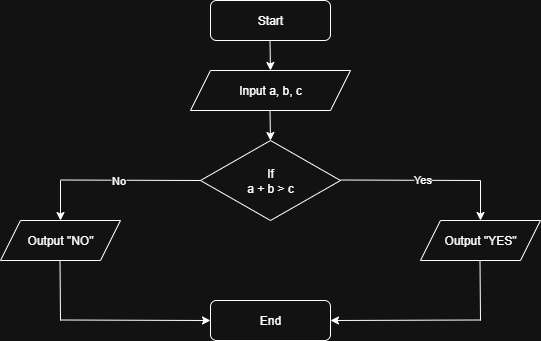 Start
Input a, b, c
If
a + b > c
No
Yes
Output "NO"
Output "YES"
End